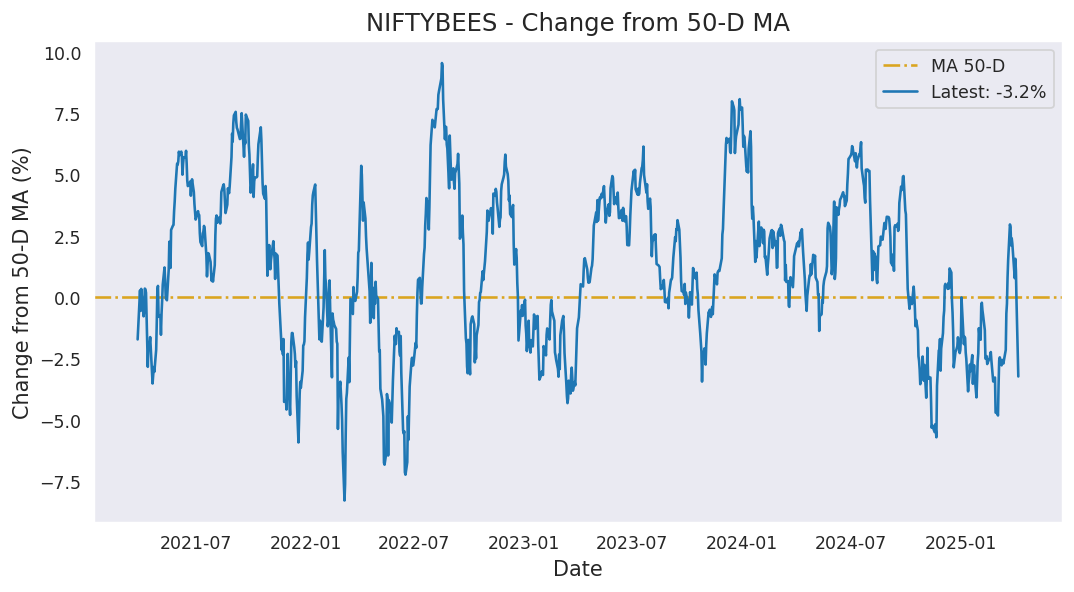 NIFTYBEES - Change from 50-D MA
MA 50-D
Latest: -3.2%
Change from 50-D MA (%)
10.0
7.5
5.0
2.5
0.0
−2.5
−5.0
−7.5
2021-07 2022-01 2022-07 2023-01 2023-07 2024-01 2024-07 2025-01
Date